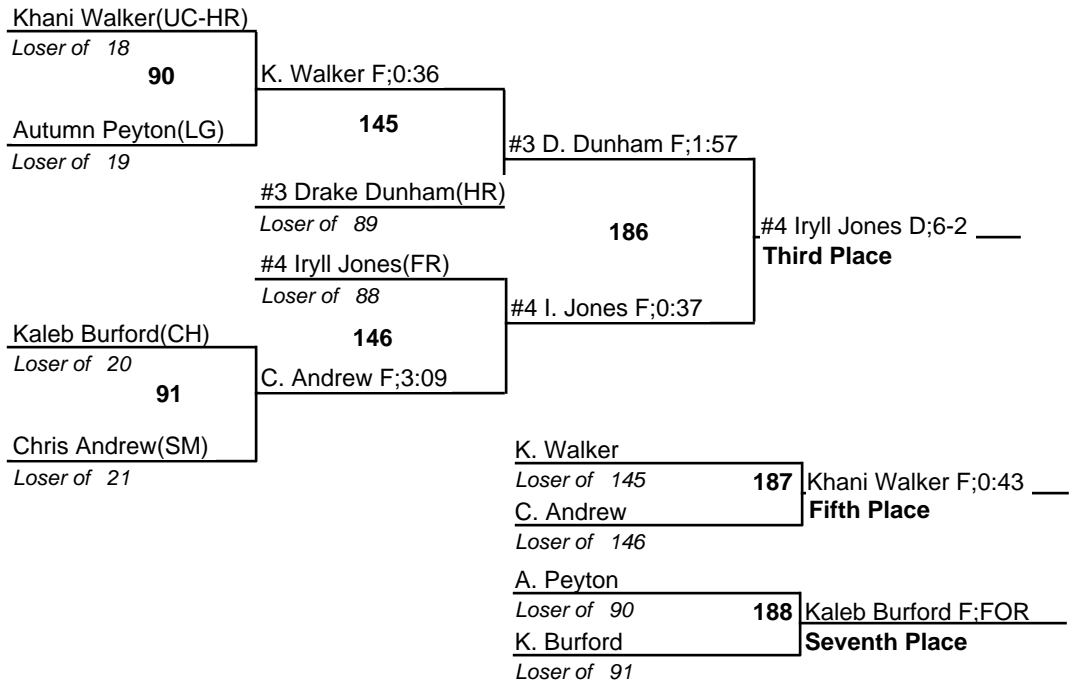 Khani Walker(UC-HR)
Loser of 18
90
K. Walker F;0:36
Autumn Peyton(LG)
Loser of 19
145
#3 D. Dunham F;1:57
#3 Drake Dunham(HR)
Loser of 89
186
#4 Iryll Jones D;6-2
Third Place
#4 Iryll Jones(FR)
Loser of 88
#4 I. Jones F;0:37
Kaleb Burford(CH)
Loser of 20
146
91
C. Andrew F;3:09
Chris Andrew(SM)
Loser of 21
K. Walker
Loser of 145
187
Khani Walker F;0:43
Fifth Place
C. Andrew
Loser of 146
A. Peyton
Loser of 90
188
Kaleb Burford F;FOR
Seventh Place
K. Burford
Loser of 91